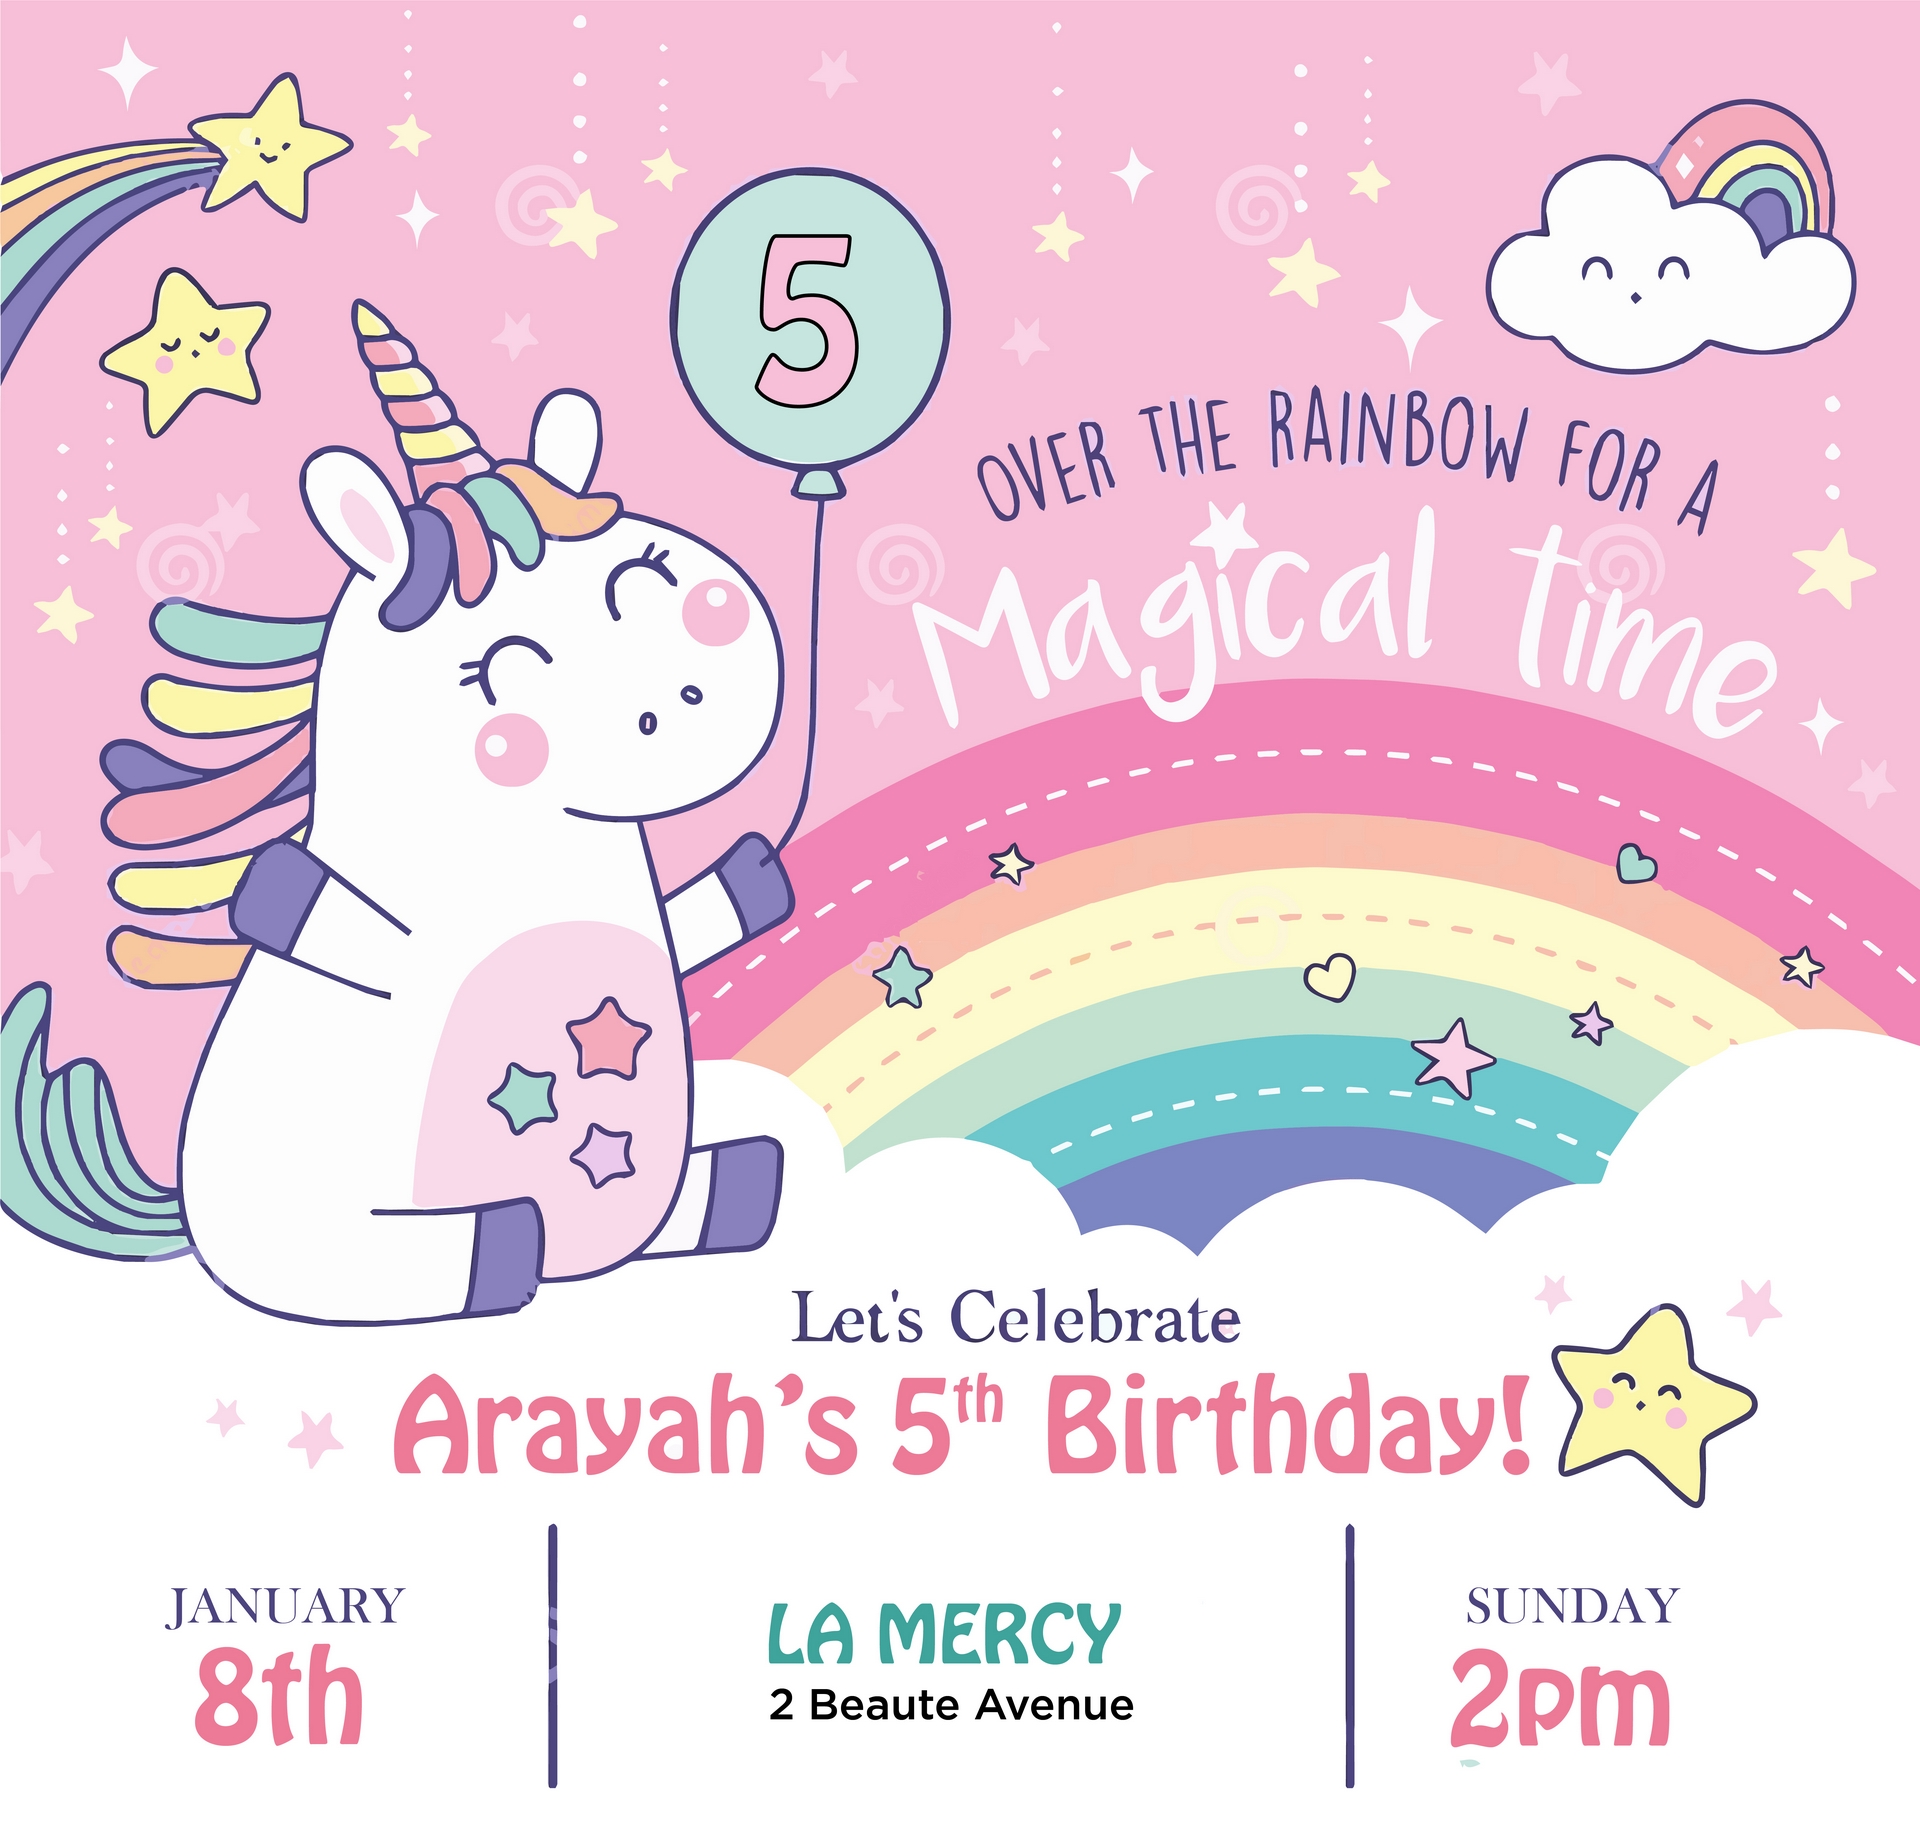 5
OVER THE RAINBOW FOR A
Magical time
Let's Celebrate
Arayah's 5th Birthday!
JANUARY
8th
LA MERCY
2 Beaute Avenue
SUNDAY
2pm